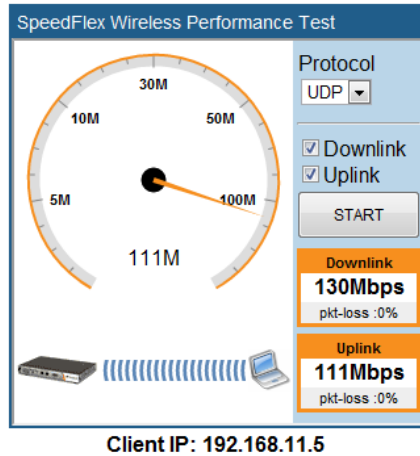 SpeedFlex Wireless Performance Test
Protocol
UDP
30M
10M
50M
5M
100M
111M
Downlink
Uplink
START
Downlink
130Mbps
pkt-loss :0%
Uplink
111Mbps
pkt-loss :0%
Client IP: 192.168.11.5